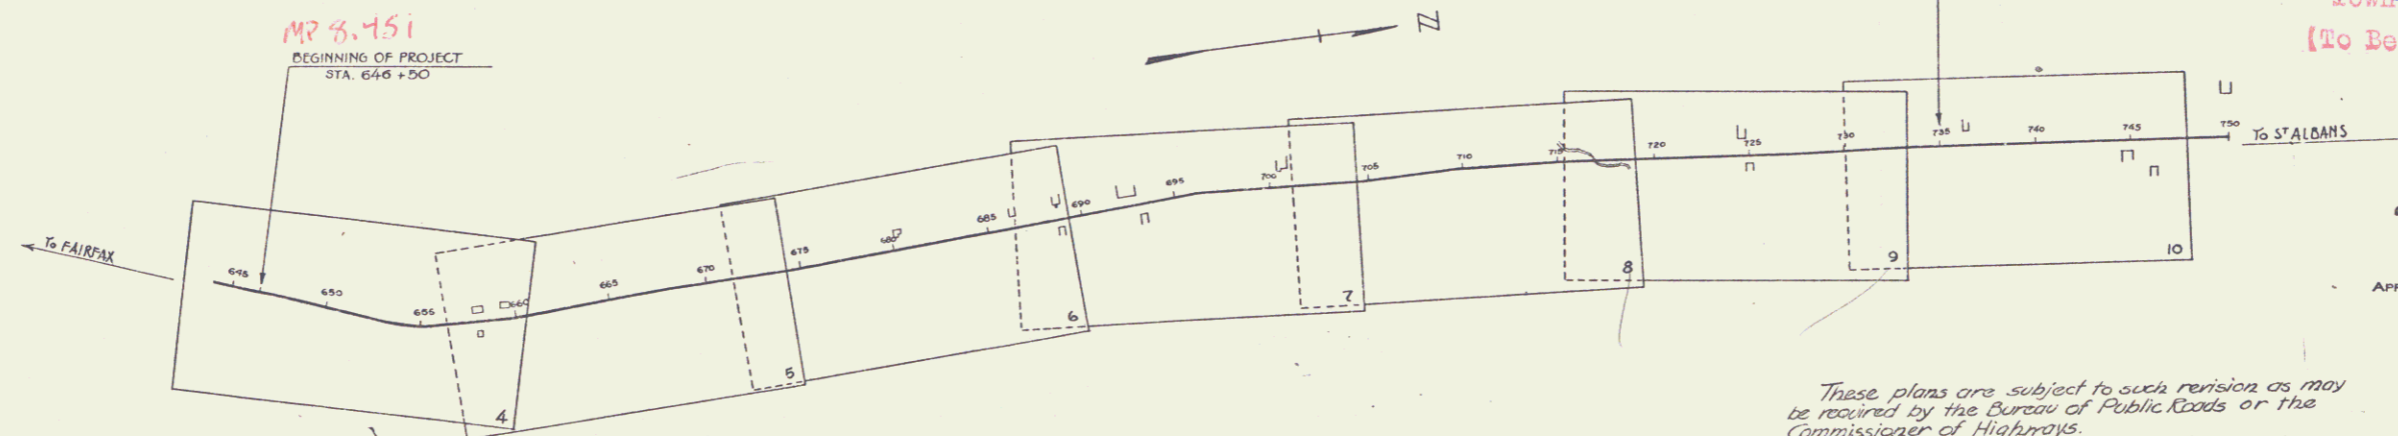 MP 8.451
BEGINNING OF PROJECT
STA. 646 +50
N
(To Be
To FAIRFAX
645
650
655
660
665
670
675
680
685
690
695
700
705
710
715
720
725
730
735
740
745
750
To ST ALBANS
4
5
6
7
8
9
10
APP
These plans are subject to such revision as may
be required by the Bureau of Public Roads or the
Commissioner of Highways.